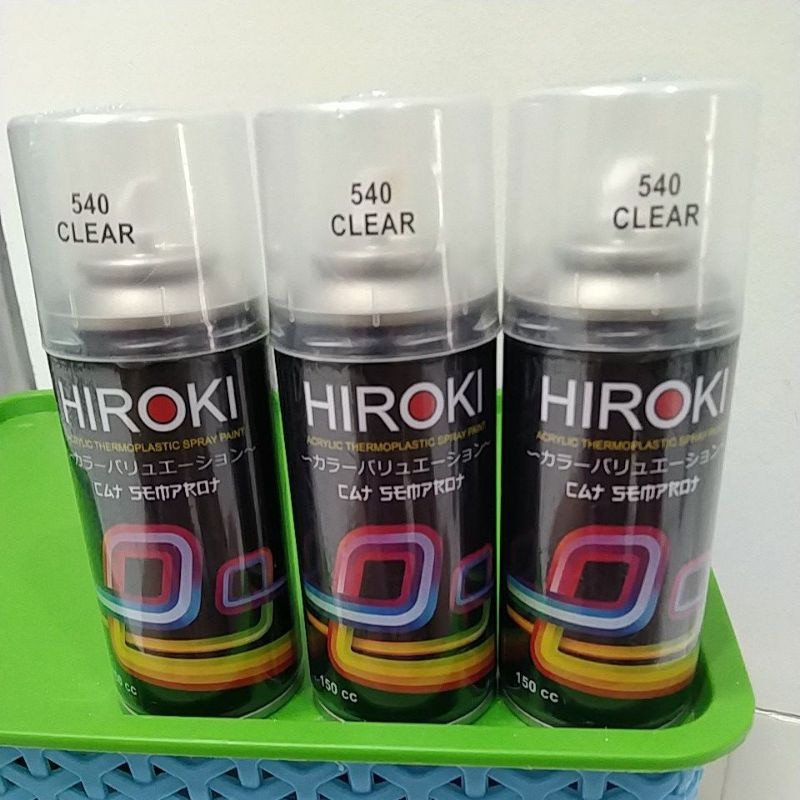 540
CLEAR
HIROKI
ACRYLIC THERMOPLASTIC SPRAY PAINT
~カラーバリュエーション~
CAt SEMPROt
cc
540
CLEAR
HIROKI
ACRYLIC THERMOPLASTIC SPRAY PAINT
~カラーバリュエーション~
CAt SEMPROt
150 cc
540
CLEAR
HIROKI
ACRYLIC THERMOPLASTIC SPRAY PAINT
~カラーバリュエーション
CAt SEMPROt
150 cc